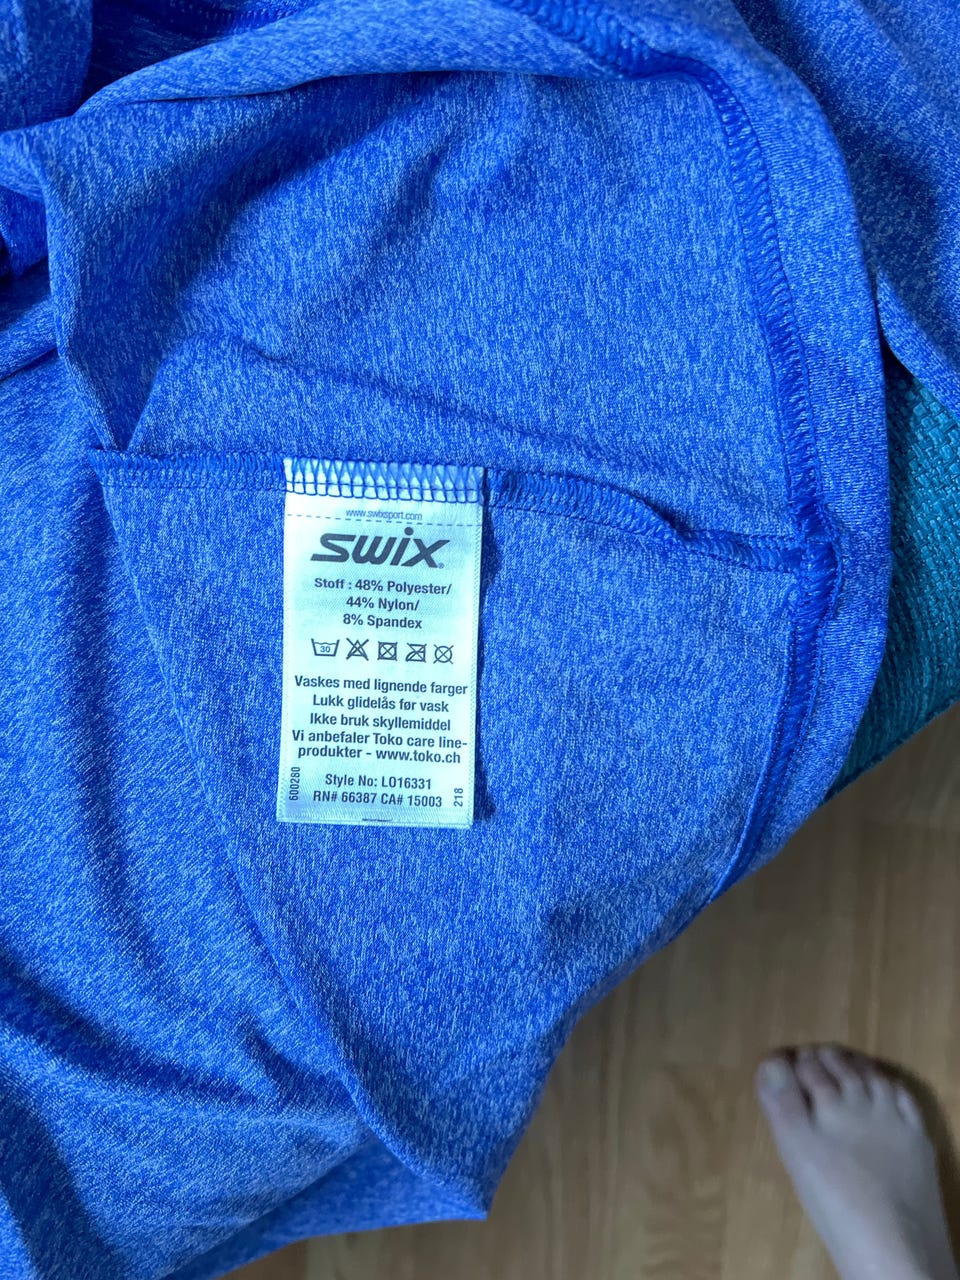 www.swixsport.com
swix
Stoff : 48% Polyester/
44% Nylon/
8% Spandex
30
Vaskes med lignende farger
Lukk glidelås før vask
Ikke bruk skyllemiddel
Vi anbefaler Toko care line-
produkter - www.toko.ch
Style No: LO16331
RN# 66387 CA# 15003
600280
218